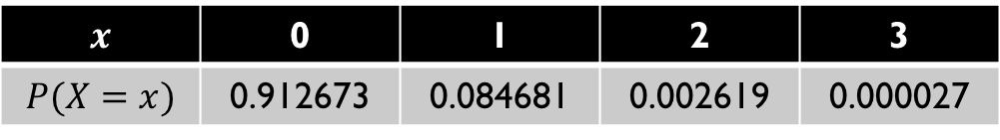 x 0 1 2 3
P(X = x) 0.912673 0.084681 0.002619 0.000027